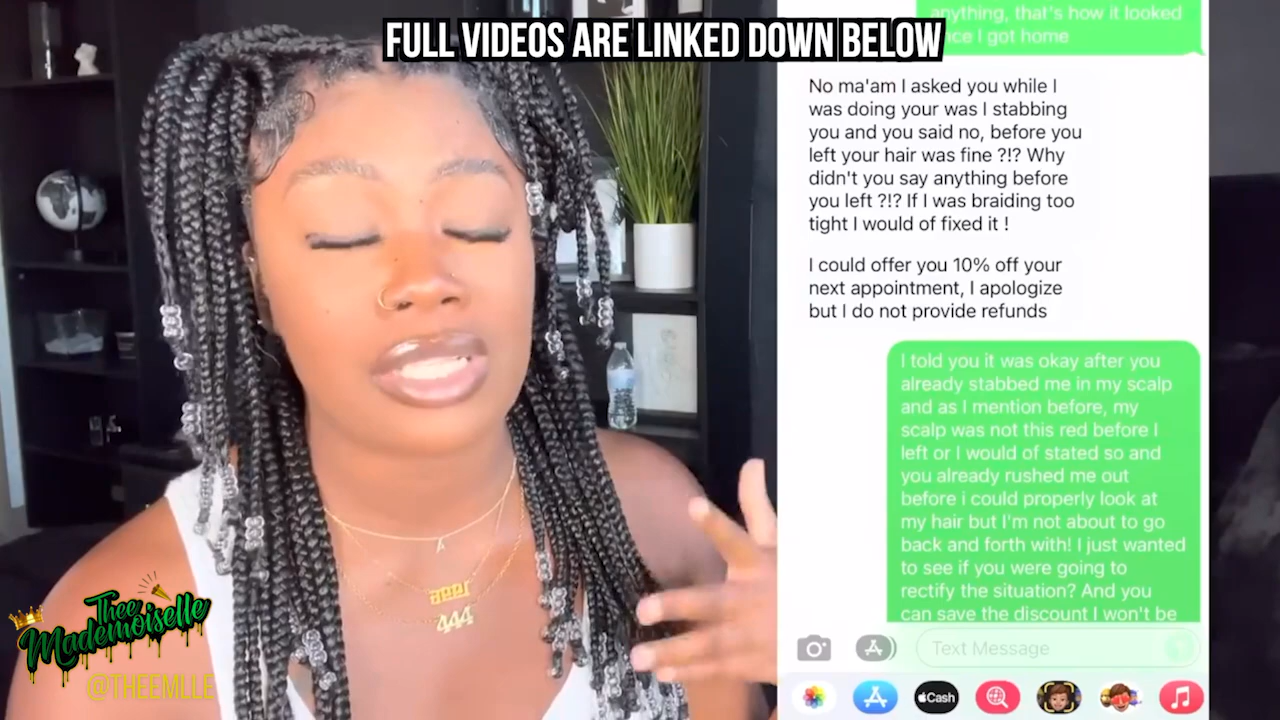 FULL VIDEOS ARE LINKED DOWN BELOW
anything, that's how it looked
I got home
No ma'am I asked you while I
was doing your was I stabbing
you and you said no, before you
left your hair was fine ?!? Why
didn't you say anything before
you left ?!? If I was braiding too
tight I would of fixed it !
I could offer you 10% off your
next appointment, I apologize
but I do not provide refunds
I told you it was okay after you
already stabbed me in my scalp
and as I mention before, my
scalp was not this red before I
left or I would of stated so and
you already rushed me out
before i could properly look at
my hair but I'm not about to go
back and forth with! I just wanted
to see if you were going to
rectify the situation? And you
can save the discount I won't be
Text Message
Cash
444
Thee
Mademoiselle
@THEEMLLE